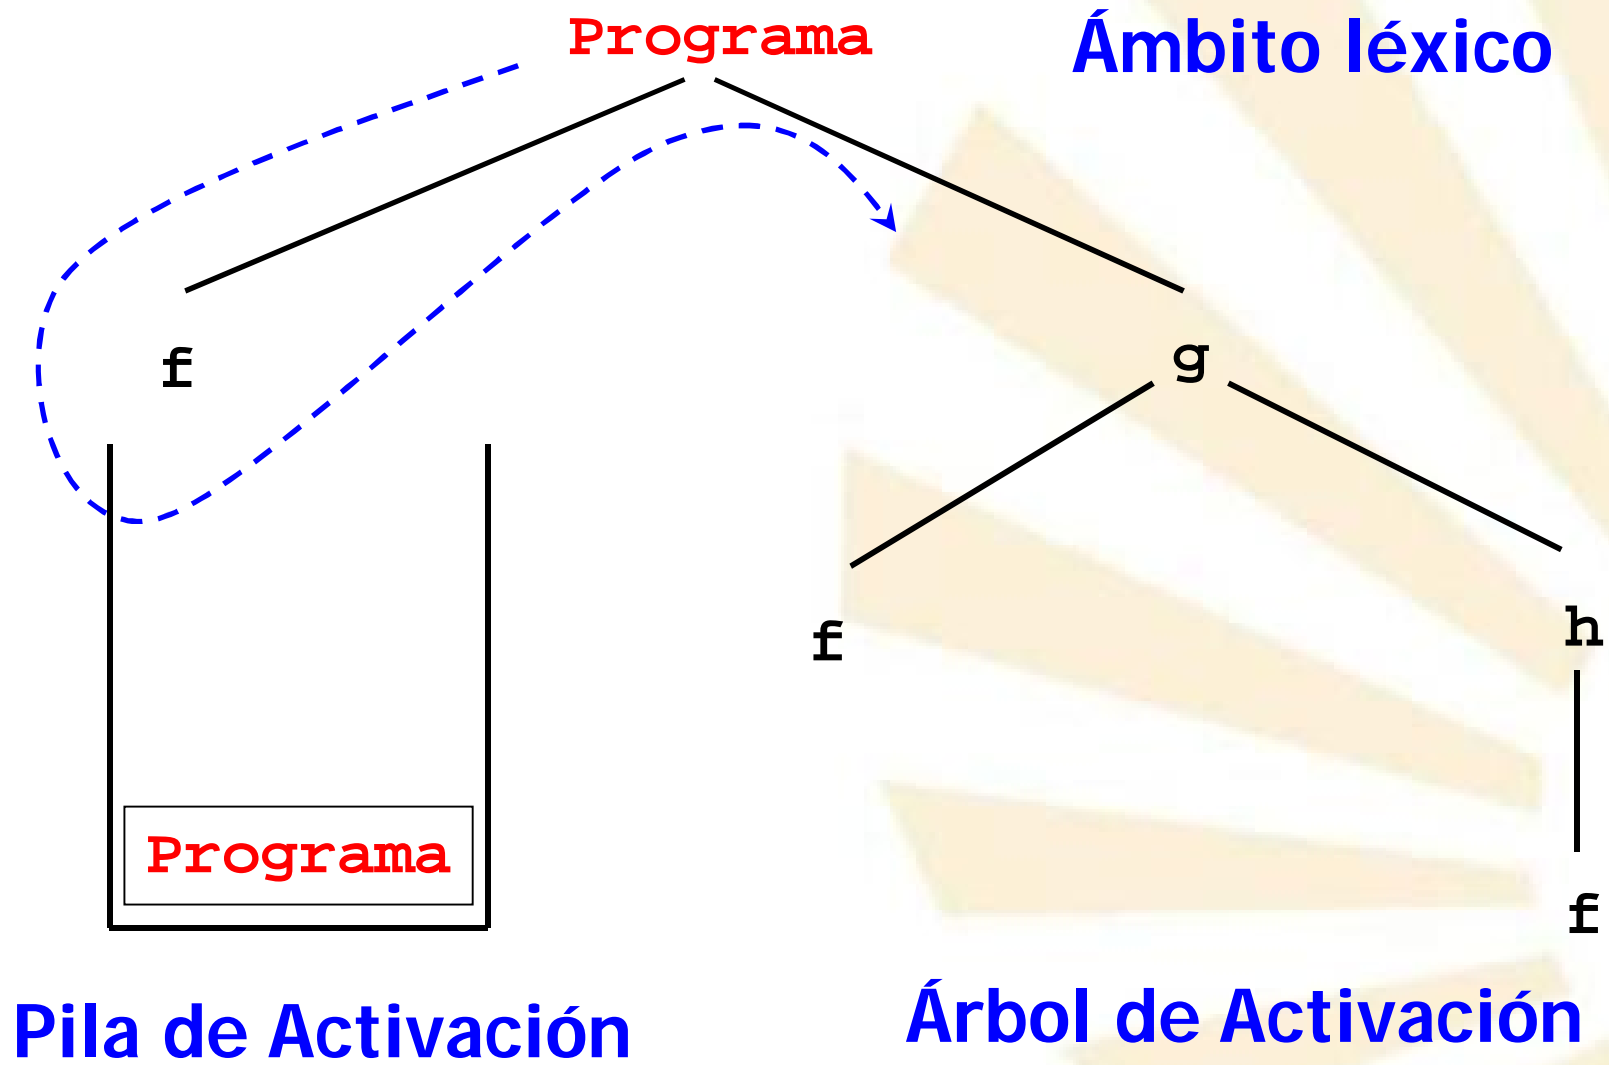 Programa
Ámbito léxico
f
g
f
h
Programa
f
Pila de Activación
Árbol de Activación